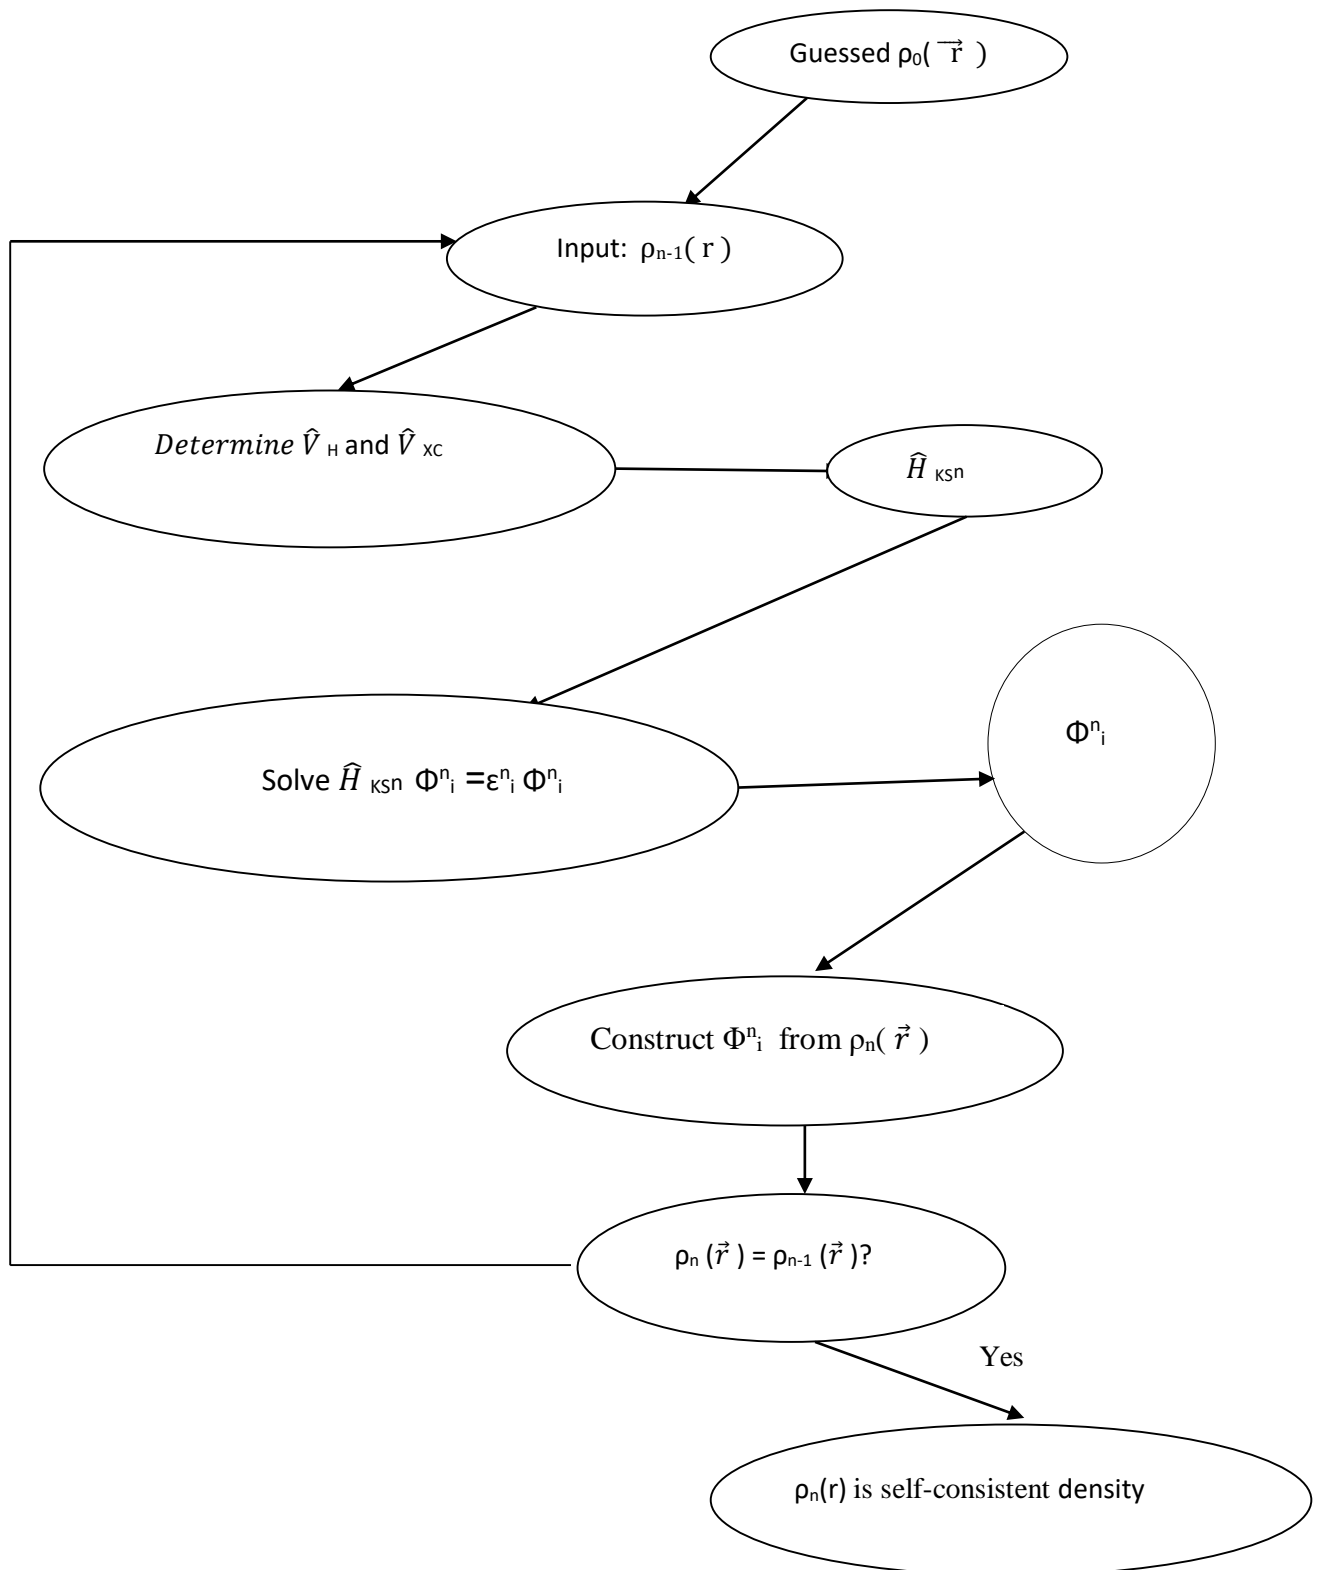 Guessed ρ₀( r⃗ )
Input: ρₙ₋₁( r )
Determine V̂ H and V̂ XC
Ĥ KSn
Solve Ĥ KSn Φⁿᵢ =εⁿᵢ Φⁿᵢ
Φⁿᵢ
Construct Φⁿᵢ from ρₙ( r⃗ )
ρₙ (r⃗ ) = ρₙ₋₁ (r⃗ )?
Yes
ρₙ(r) is self-consistent density